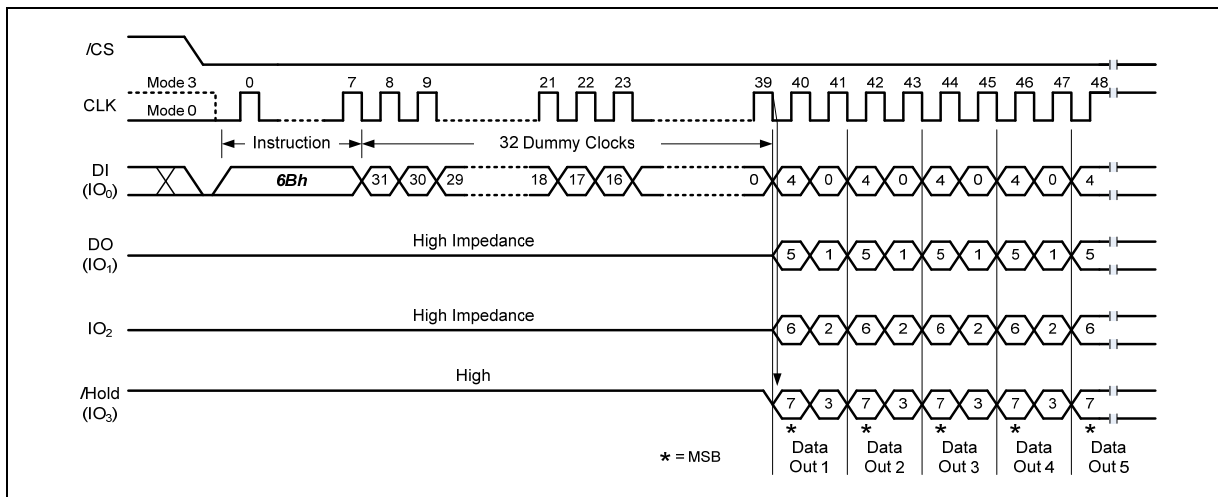 /CS
Mode 3 0 7 8 9 21 22 23 39 40 41 42 43 44 45 46 47 48
CLK
Mode 0
Instruction 32 Dummy Clocks
DI
(IO0)
6Bh 31 30 29 18 17 16 0 4 0 4 0 4 0 4 0 4
DO
(IO1)
High Impedance 5 1 5 1 5 1 5 1 5
IO2
High Impedance 6 2 6 2 6 2 6 2 6
/Hold
(IO3)
High 7 3 7 3 7 3 7 3 7
* * * * *
* = MSB
Data Out 1
Data Out 2
Data Out 3
Data Out 4
Data Out 5